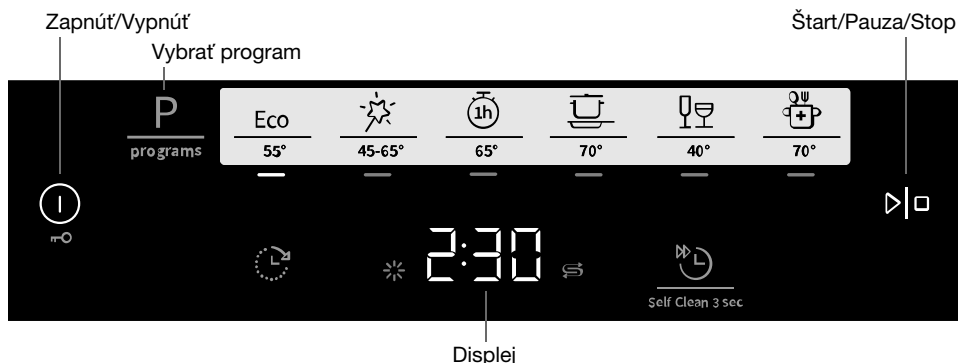 Zapnúť/Vypnúť
Štart/Pauza/Stop
Vybrať program
P
programs
Eco
1h
55°
45-65°
65°
70°
40°
70°
2:30
Self Clean 3 sec
Displej